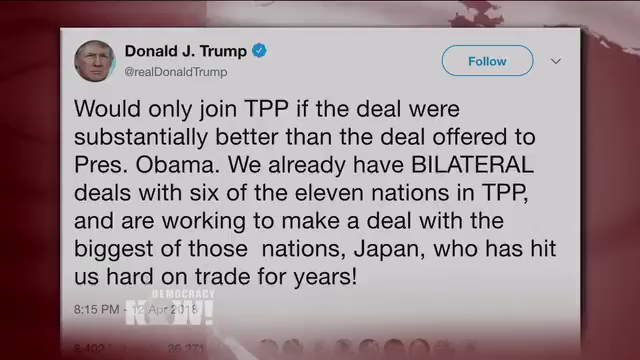 Donald J. Trump
@realDonaldTrump
Follow
Would only join TPP if the deal were
substantially better than the deal offered to
Pres. Obama. We already have BILATERAL
deals with six of the eleven nations in TPP,
and are working to make a deal with the
biggest of those nations, Japan, who has hit
us hard on trade for years!
8:15 PM - 12 Apr 2018
DEMOCRACY
NOW!